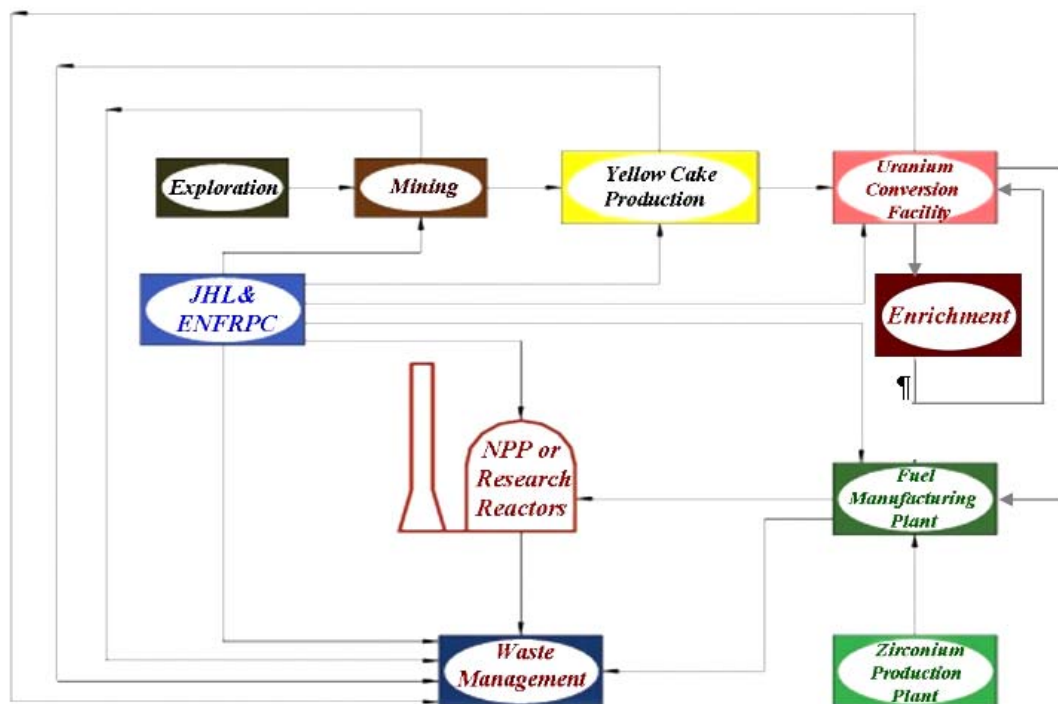 Exploration
Mining
Yellow Cake
Production
Uranium
Conversion
Facility
JHL&
ENFRPC
Enrichment
¶
NPP or
Research
Reactors
Fuel
Manufacturing
Plant
Waste
Management
Zirconium
Production
Plant